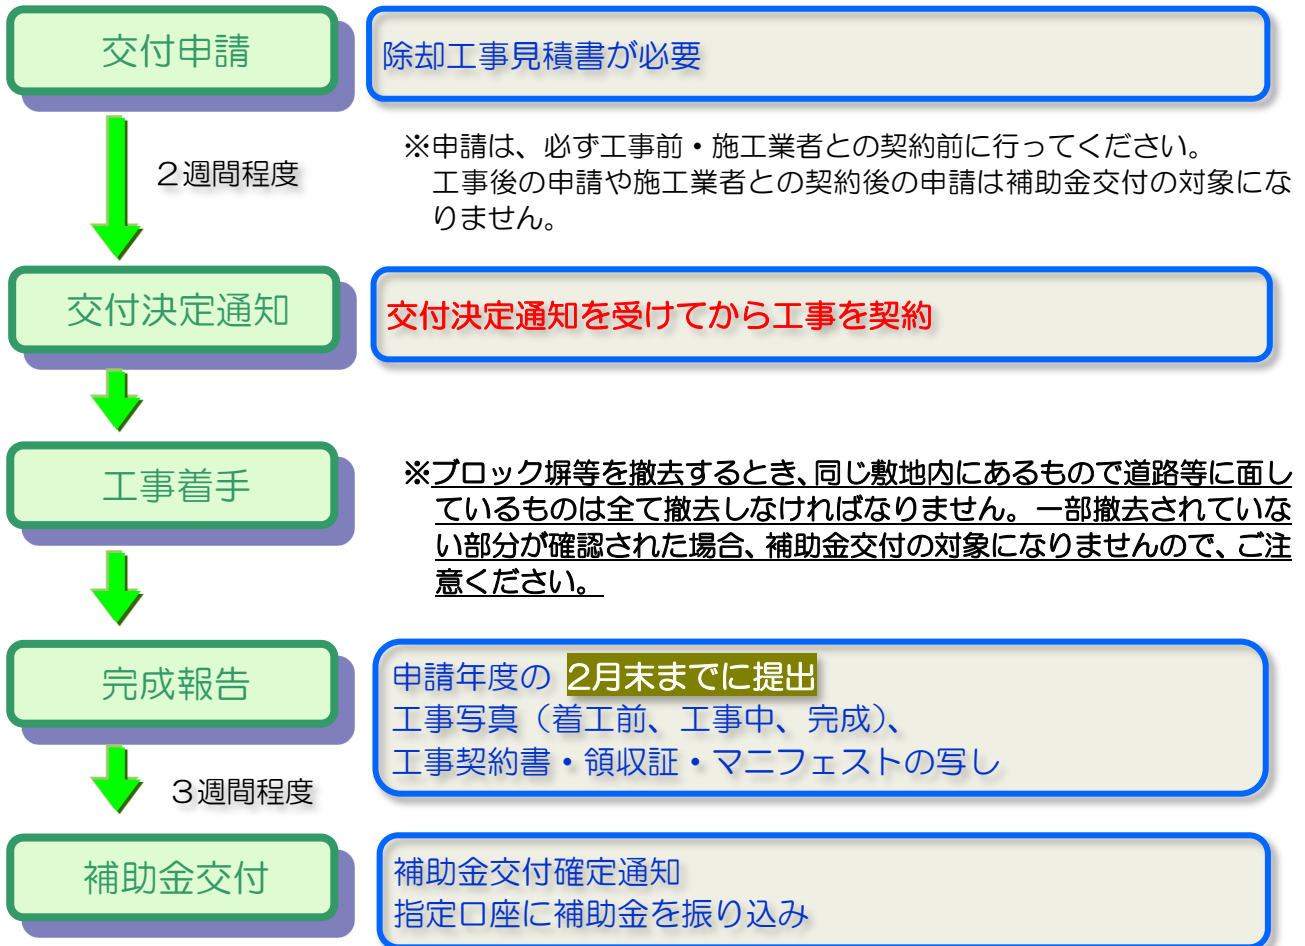 交付申請
除却工事見積書が必要
２週間程度
※申請は、必ず工事前・施工業者との契約前に行ってください。
工事後の申請や施工業者との契約後の申請は補助金交付の対象にな
りません。
交付決定通知
交付決定通知を受けてから工事を契約
工事着手
※ブロック塀等を撤去するとき、同じ敷地内にあるもので道路等に面し
ているものは全て撤去しなければなりません。一部撤去されていな
い部分が確認された場合、補助金交付の対象になりませんので、ご注
意ください。
完成報告
申請年度の ２月末までに提出
工事写真（着工前、工事中、完成）、
工事契約書・領収証・マニフェストの写し
３週間程度
補助金交付
補助金交付確定通知
指定口座に補助金を振り込み